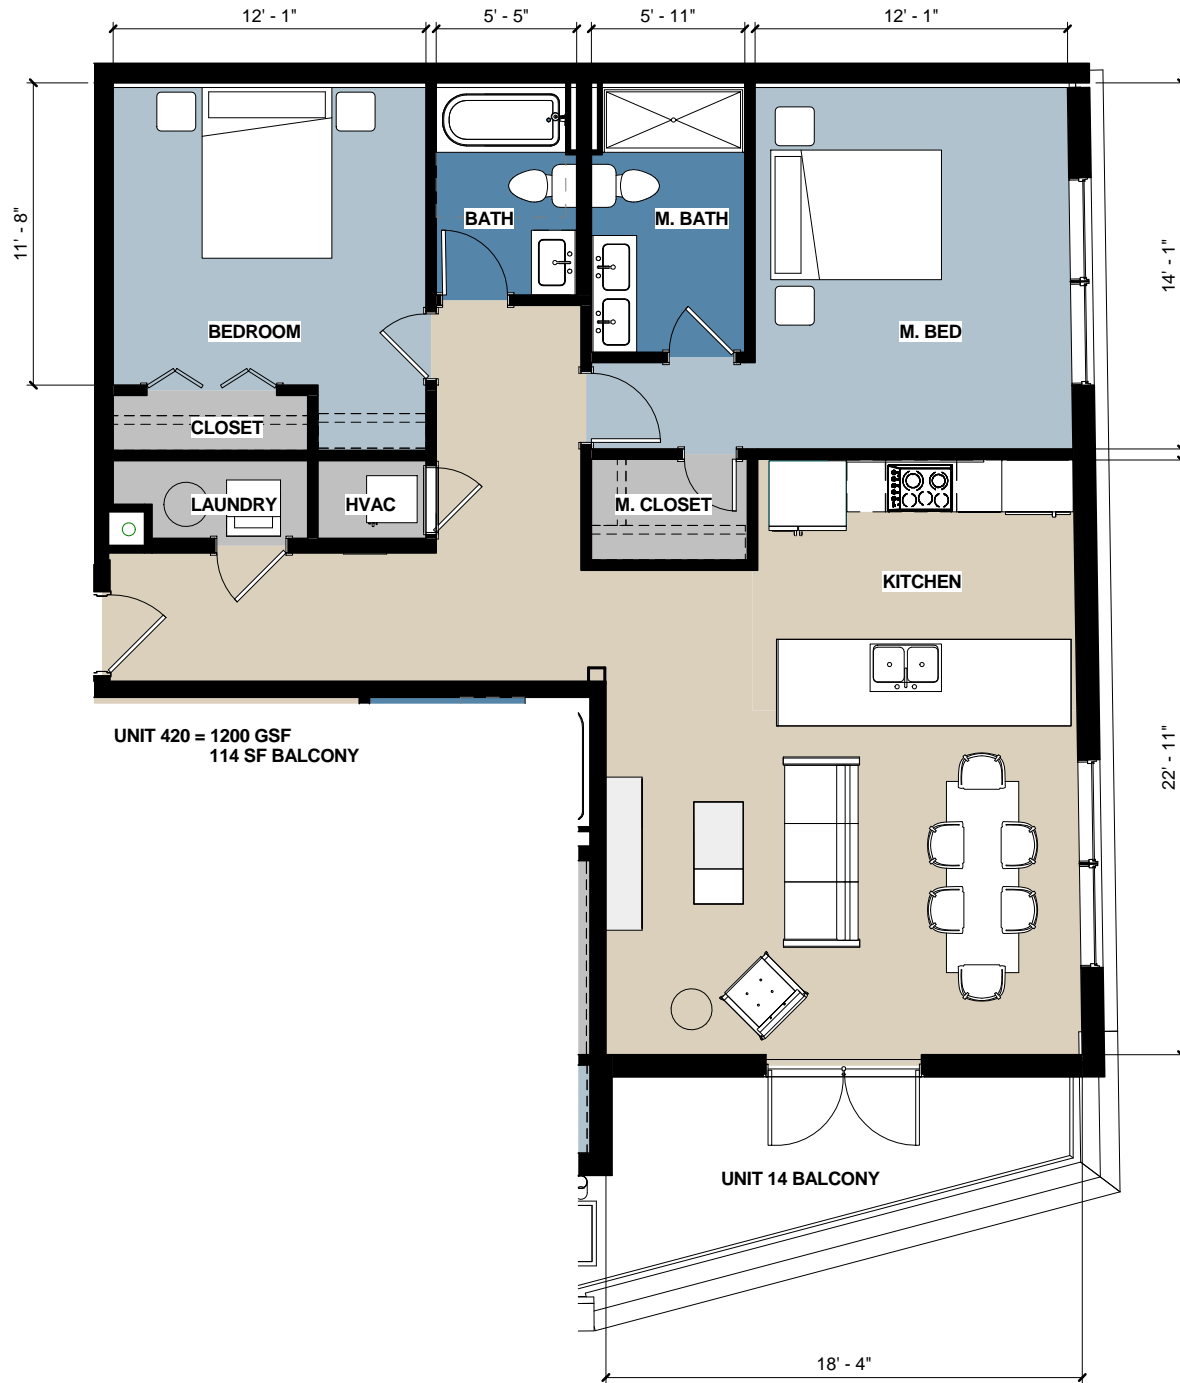 12' - 1"
5' - 5"
5' - 11"
12' - 1"
11' - 8"
14' - 1"
BATH
M. BATH
BEDROOM
M. BED
CLOSET
LAUNDRY
HVAC
M. CLOSET
KITCHEN
UNIT 420 = 1200 GSF
114 SF BALCONY
22' - 11"
UNIT 14 BALCONY
18' - 4"